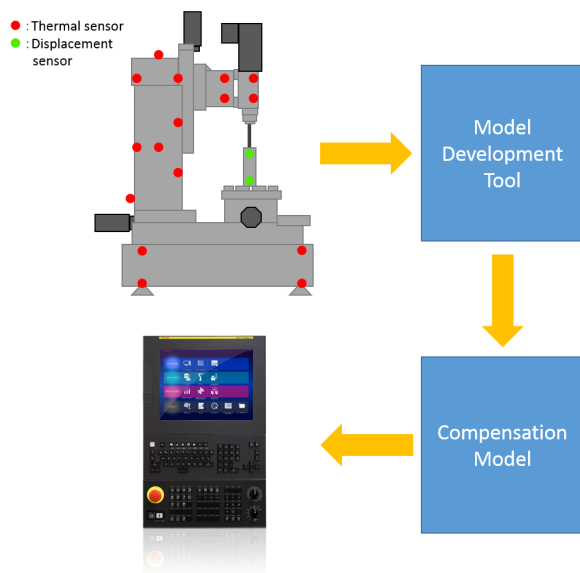 : Thermal sensor
: Displacement
sensor
Model
Development
Tool
Compensation
Model